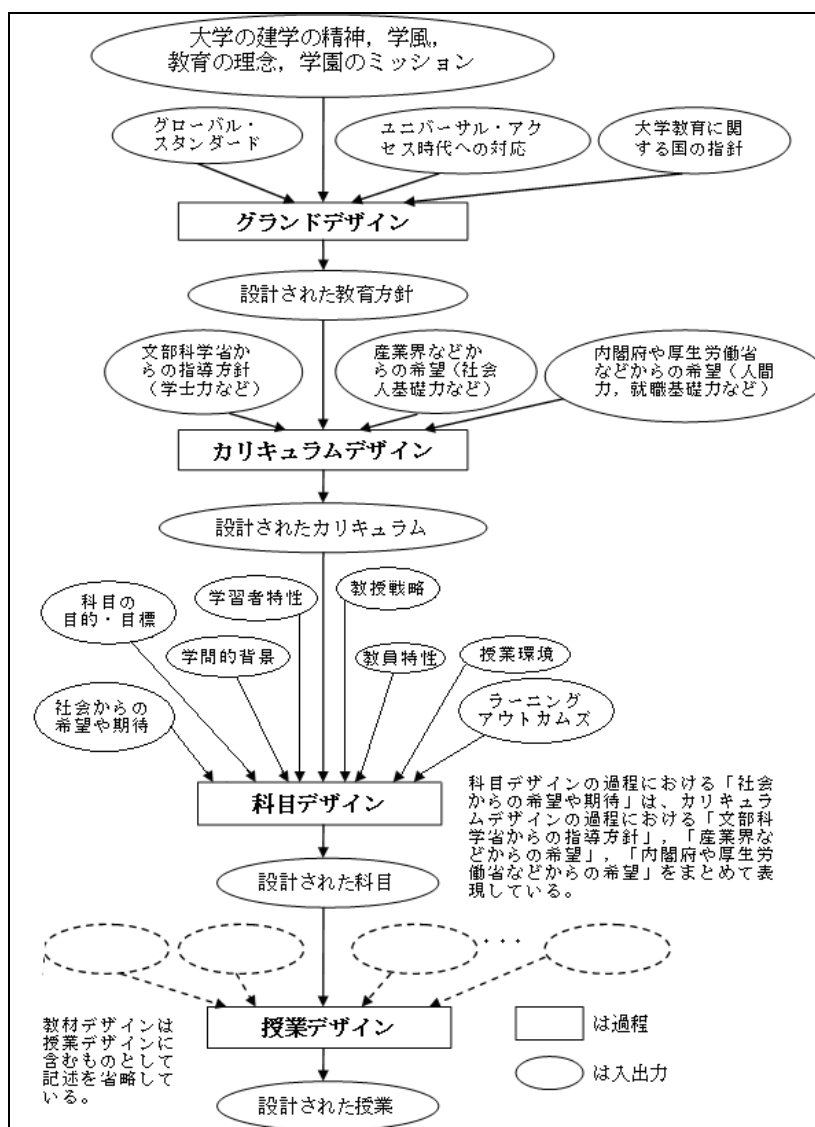 大学の建学の精神，学風，
教育の理念，学園のミッション
グローバル・
スタンダード
ユニバーサル・アク
セス時代への対応
大学教育に関
する国の指針
グランドデザイン
設計された教育方針
文部科学省か
らの指導方針
（学士力など）
産業界などか
らの希望（社会
人基礎力など）
内閣府や厚生労働省
などからの希望（人間
力，就職基礎力など）
カリキュラムデザイン
設計されたカリキュラム
科目の
目的・目標
学習者特性
教授戦略
学問的背景
教員特性
授業環境
社会からの
希望や期待
ラーニング
アウトカムズ
科目デザイン
科目デザインの過程における「社会
からの希望や期待」は、カリキュラ
ムデザインの過程における「文部科
学省からの指導方針」，「産業界な
どからの希望」，「内閣府や厚生労
働省などからの希望」をまとめて表
現している。
設計された科目
・・・
授業デザイン
教材デザインは
授業デザインに
含むものとして
記述を省略して
いる。
は過程
は入出力
設計された授業